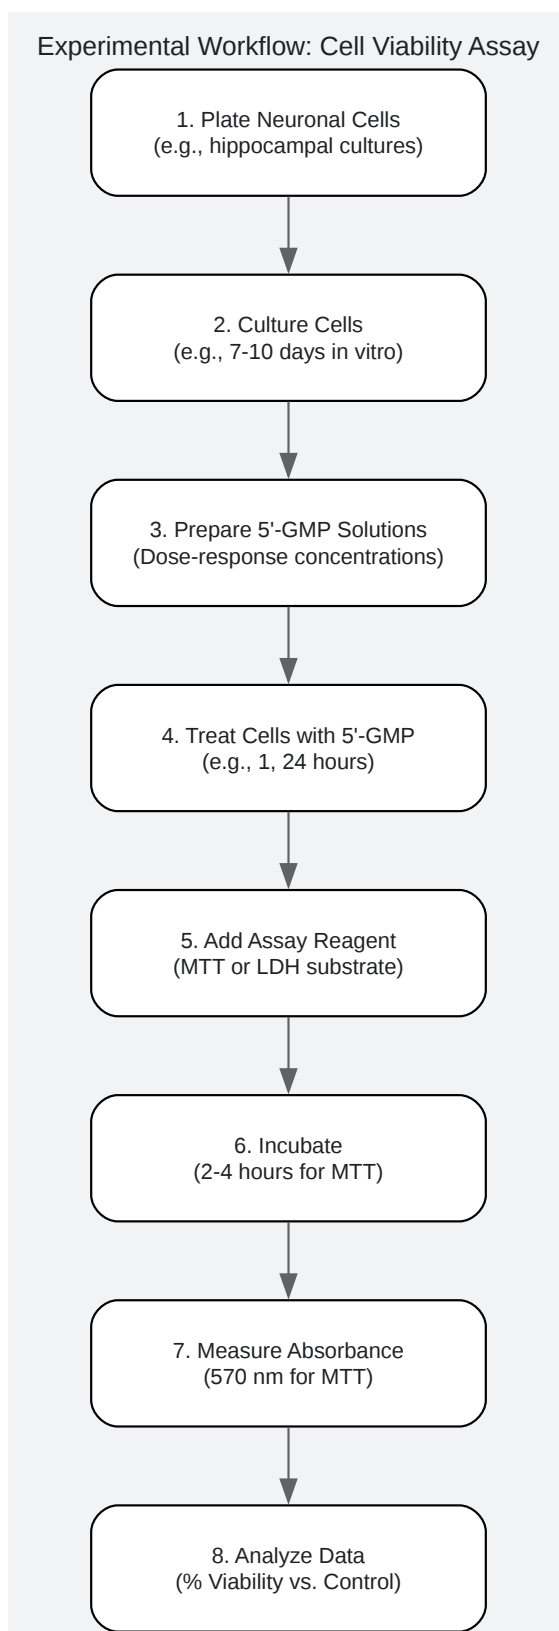 Experimental Workflow: Cell Viability Assay
1. Plate Neuronal Cells
(e.g., hippocampal cultures)
2. Culture Cells
(e.g., 7-10 days in vitro)
3. Prepare 5'-GMP Solutions
(Dose-response concentrations)
4. Treat Cells with 5'-GMP
(e.g., 1, 24 hours)
5. Add Assay Reagent
(MTT or LDH substrate)
6. Incubate
(2-4 hours for MTT)
7. Measure Absorbance
(570 nm for MTT)
8. Analyze Data
(% Viability vs. Control)